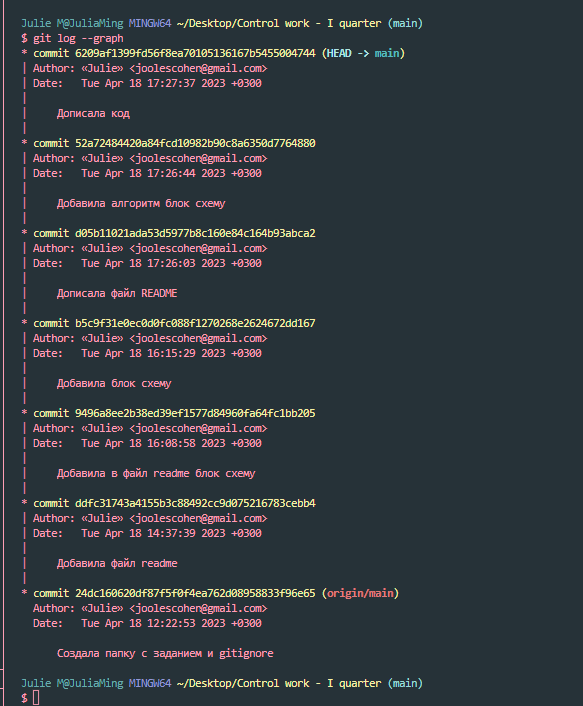 Julie M@JuliaMing MINGW64 ~/Desktop/Control work - I quarter (main)
$ git log --graph
* commit 6209af1399fd56f8ea70105136167b5455004744 (HEAD -> main)
| Author: «Julie» <joolescohen@gmail.com>
| Date:   Tue Apr 18 17:27:37 2023 +0300
|
|     Дописала код
|
* commit 52a72484420a84fcd10982b90c8a6350d7764880
| Author: «Julie» <joolescohen@gmail.com>
| Date:   Tue Apr 18 17:26:44 2023 +0300
|
|     Добавила алгоритм блок схему
|
* commit d05b11021ada53d5977b8c160e84c164b93abca2
| Author: «Julie» <joolescohen@gmail.com>
| Date:   Tue Apr 18 17:26:03 2023 +0300
|
|     Дописала файл README
|
* commit b5c9f31e0ec0d0fc088f1270268e2624672dd167
| Author: «Julie» <joolescohen@gmail.com>
| Date:   Tue Apr 18 16:15:29 2023 +0300
|
|     Добавила блок схему
|
* commit 9496a8ee2b38ed39ef1577d84960fa64fc1bb205
| Author: «Julie» <joolescohen@gmail.com>
| Date:   Tue Apr 18 16:08:58 2023 +0300
|
|     Добавила в файл readme блок схему
|
* commit ddfc31743a4155b3c88492cc9d075216783cebb4
| Author: «Julie» <joolescohen@gmail.com>
| Date:   Tue Apr 18 14:37:39 2023 +0300
|
|     Добавила файл readme
|
* commit 24dc160620df87f5f0f4ea762d08958833f96e65 (origin/main)
  Author: «Julie» <joolescohen@gmail.com>
  Date:   Tue Apr 18 12:22:53 2023 +0300

      Создала папку с заданием и gitignore

Julie M@JuliaMing MINGW64 ~/Desktop/Control work - I quarter (main)
$